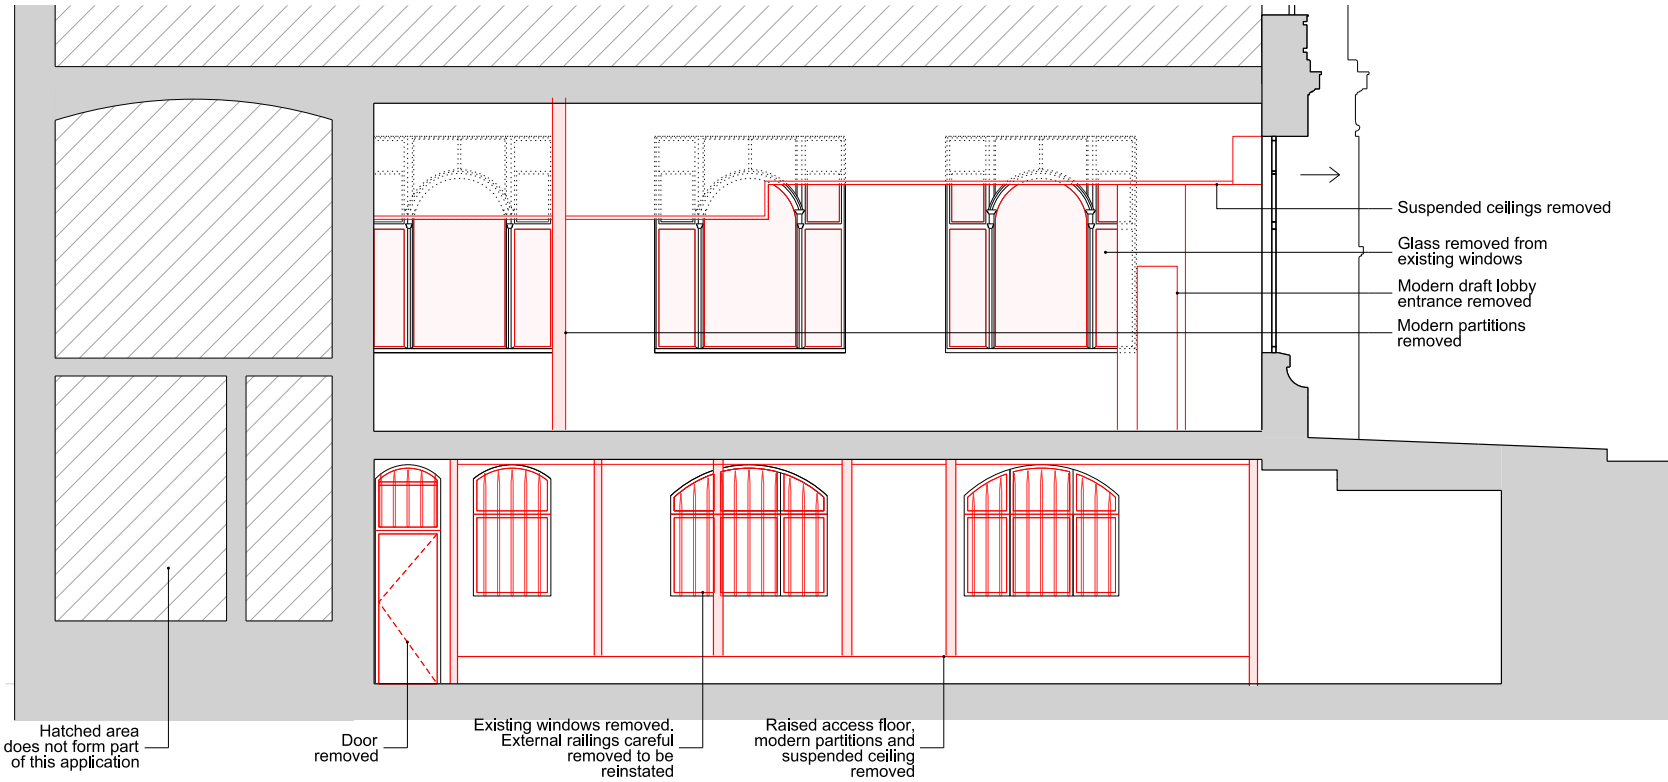 Suspended ceilings removed
Glass removed from
existing windows
Modern draft lobby
entrance removed
Modern partitions
removed
Hatched area
does not form part
of this application
Door
removed
Existing windows removed.
External railings careful
removed to be
reinstated
Raised access floor,
modern partitions and
suspended ceiling
removed